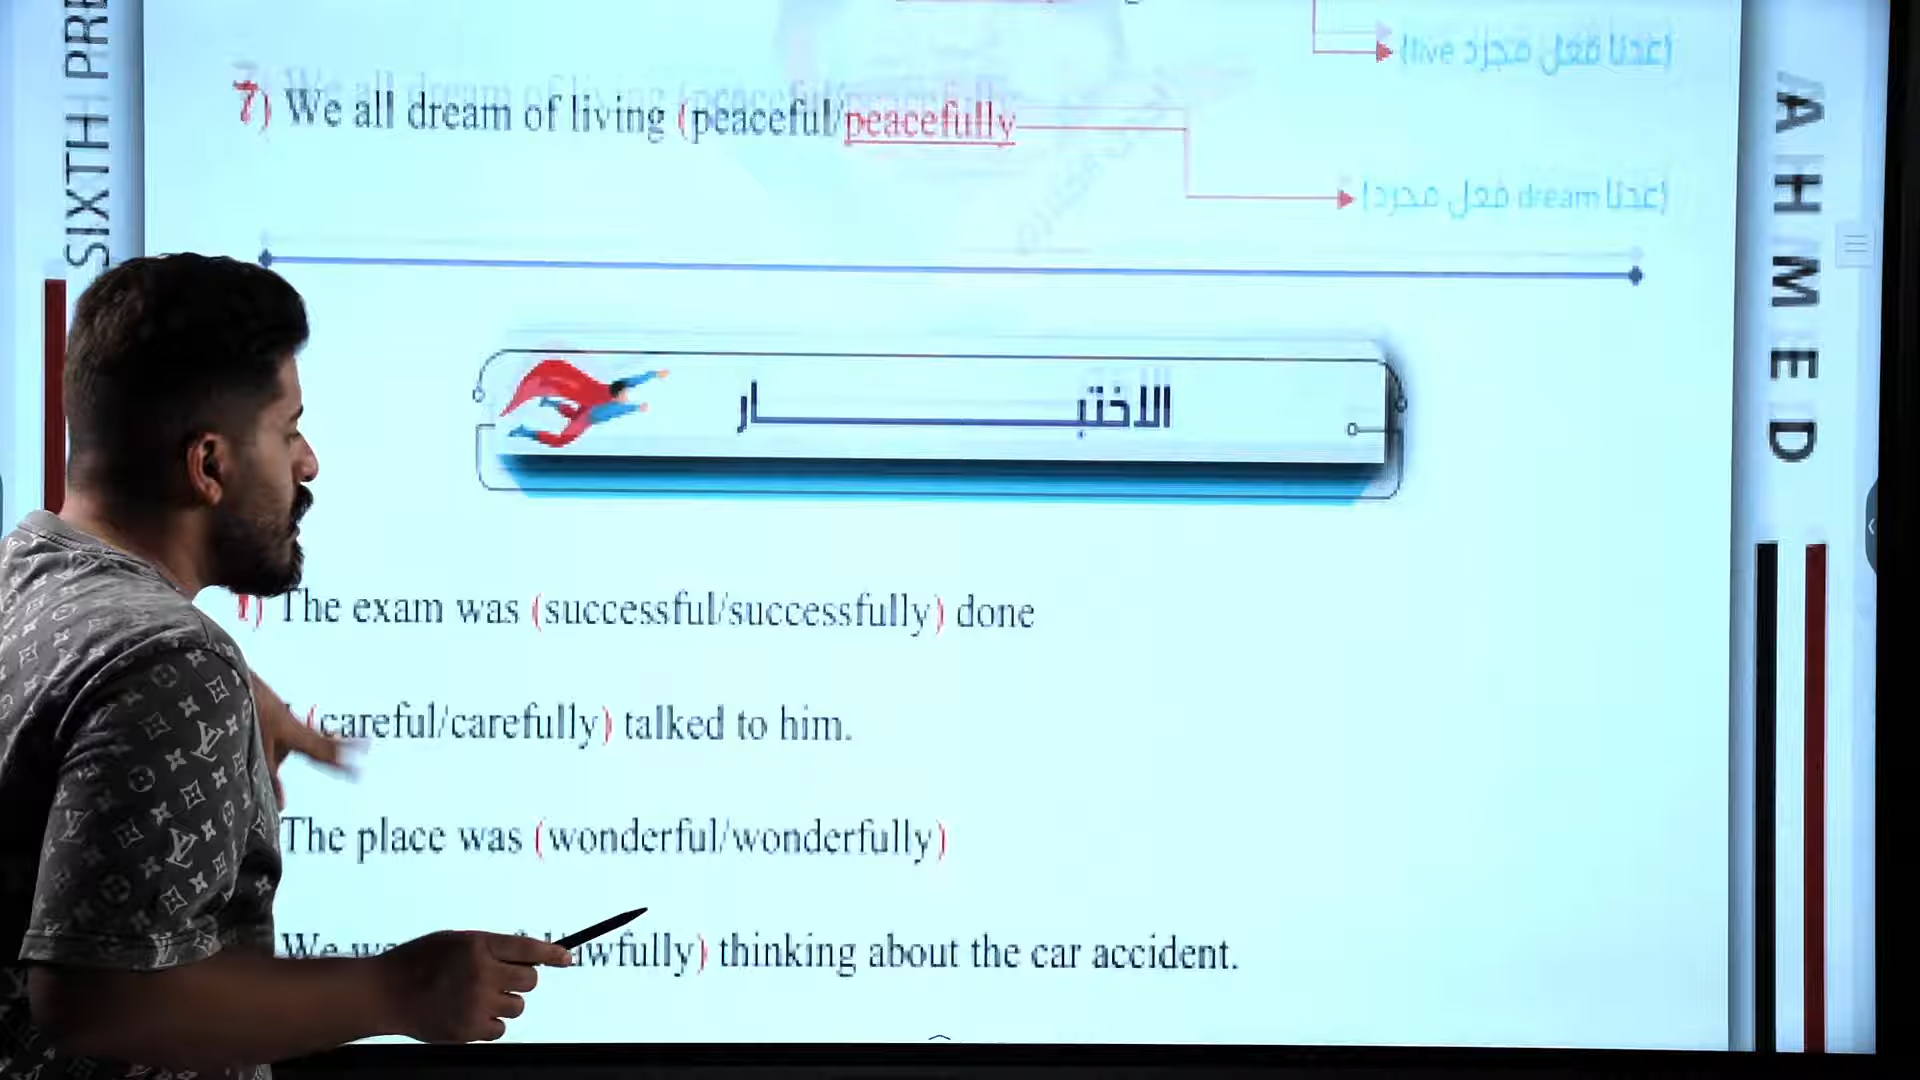 SIXTH PRE
(عدنا فعل مجرد live)
7) We all dream of living (peaceful/peacefully
(عدنا dream فعل مجرد)
الاختبــــــــــــــــار
1) The exam was (successful/successfully) done
(careful/carefully) talked to him.
The place was (wonderful/wonderfully)
We awfully) thinking about the car accident.
AHMED